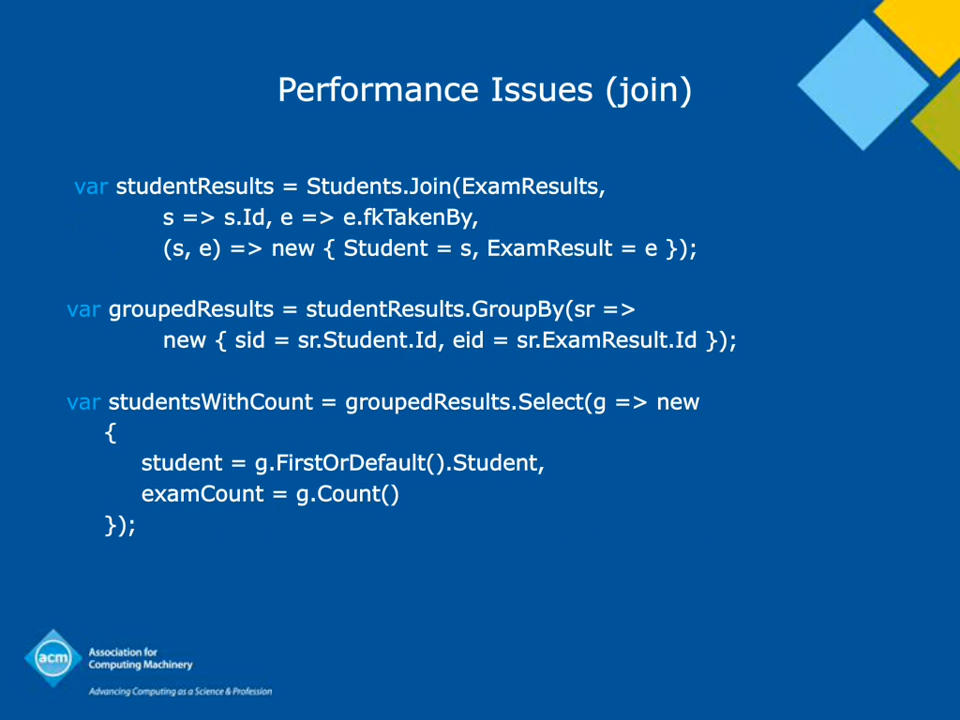 Performance Issues (join)
var studentResults = Students.Join(ExamResults,
s => s.Id, e => e.fkTakenBy,
(s, e) => new { Student = s, ExamResult = e });
var groupedResults = studentResults.GroupBy(sr =>
new { sid = sr.Student.Id, eid = sr.ExamResult.Id });
var studentsWithCount = groupedResults.Select(g => new
{
student = g.FirstOrDefault().Student,
examCount = g.Count()
});
acm
Association for
Computing Machinery
Advancing Computing as a Science & Profession